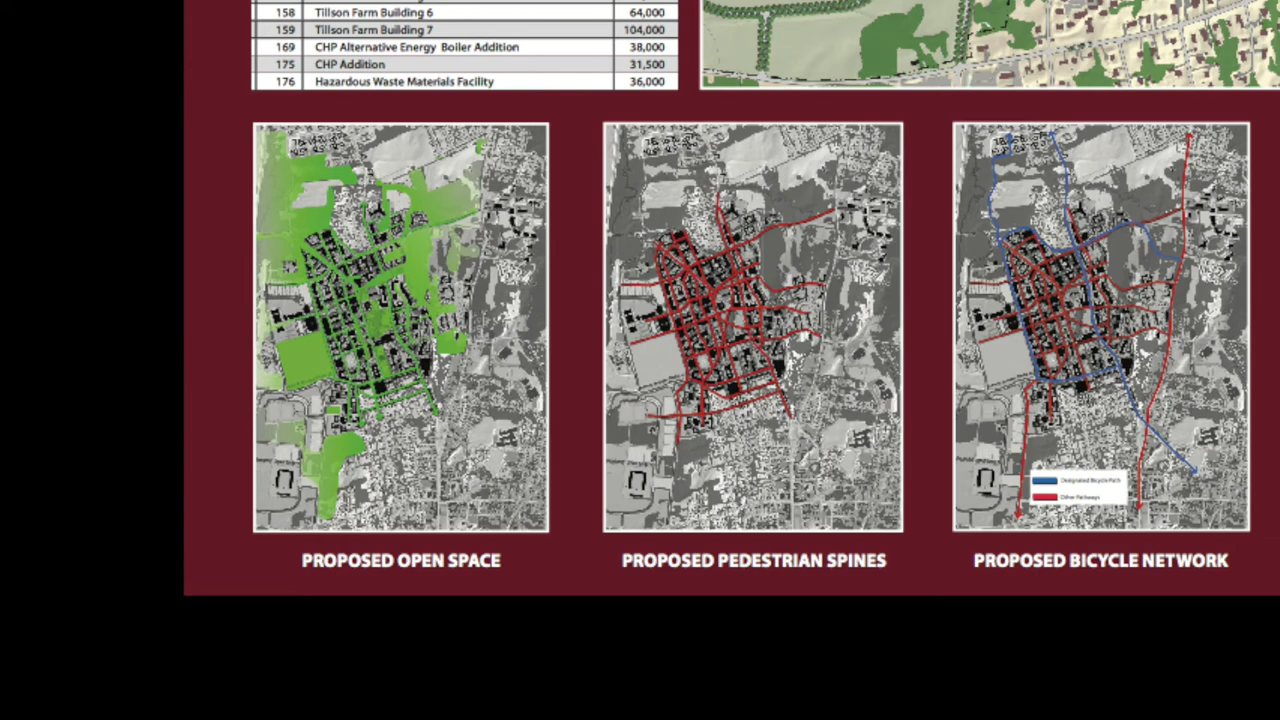 158 Tillson Farm Building 6 64,000
159 Tillson Farm Building 7 104,000
169 CHP Alternative Energy Boiler Addition 38,000
175 CHP Addition 31,500
176 Hazardous Waste Materials Facility 36,000
Designated Bicycle Path
Other Pathways
PROPOSED OPEN SPACE
PROPOSED PEDESTRIAN SPINES
PROPOSED BICYCLE NETWORK